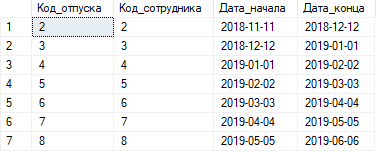 Код_отпуска Код_сотрудника Дата_начала Дата_конца
1 2 2 2018-11-11 2018-12-12
2 3 3 2018-12-12 2019-01-01
3 4 4 2019-01-01 2019-02-02
4 5 5 2019-02-02 2019-03-03
5 6 6 2019-03-03 2019-04-04
6 7 7 2019-04-04 2019-05-05
7 8 8 2019-05-05 2019-06-06